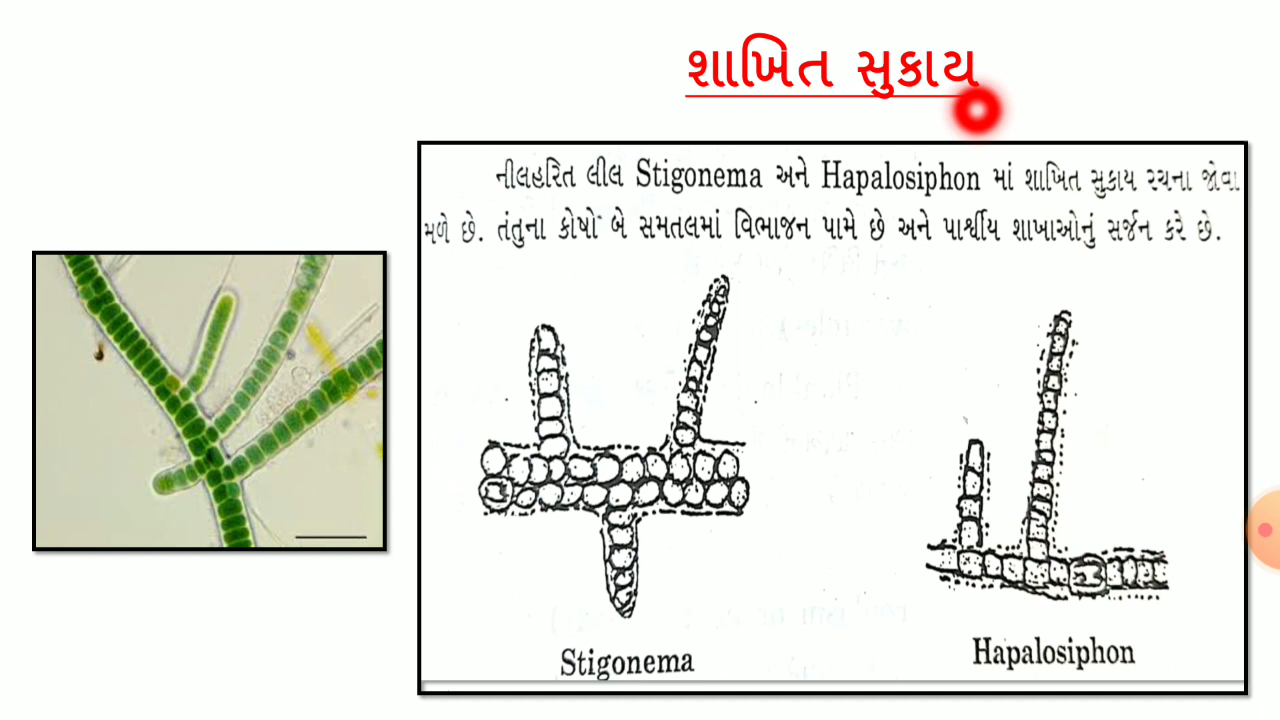 શાખિત સુકાય
નીલહરિત લીલ Stigonema અને Hapalosiphon માં શાખિત સુકાય રચના જોવા
મળે છે. તંતુના કોષો બે સમતલમાં વિભાજન પામે છે અને પાર્શ્વીય શાખાઓનું સર્જન કરે છે.
Stigonema
Hapalosiphon